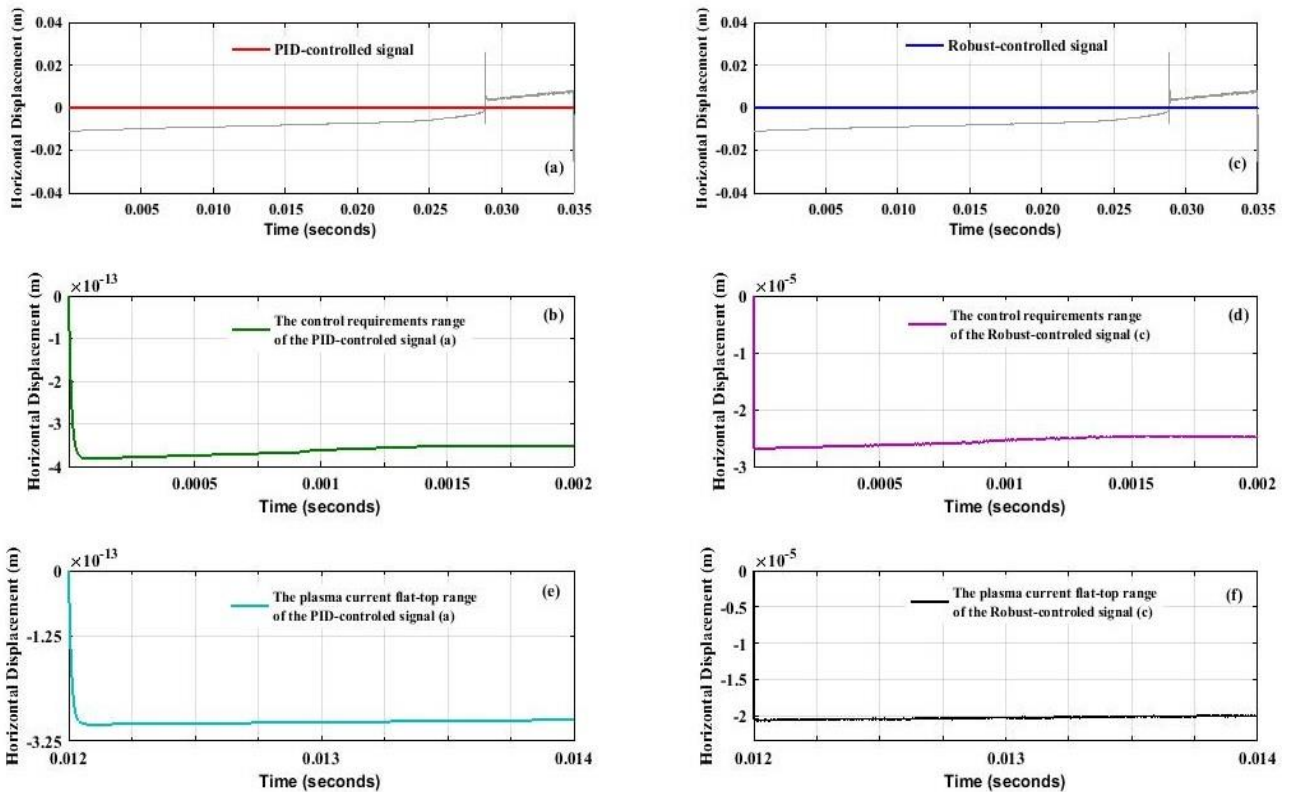 0.04
0.02
0
-0.02
-0.04
Horizontal Displacement (m)
PID-controlled signal
(a)
0.005 0.010 0.015 0.020 0.025 0.030 0.035
Time (seconds)
0.04
0.02
0
-0.02
-0.04
Horizontal Displacement (m)
Robust-controlled signal
(c)
0.005 0.010 0.015 0.020 0.025 0.030 0.035
Time (seconds)
×10-13
0
-1
-2
-3
-4
Horizontal Displacement (m)
The control requirements range
of the PID-controled signal (a)
(b)
0.0005 0.001 0.0015 0.002
Time (seconds)
×10-5
0
-1
-2
-3
Horizontal Displacement (m)
The control requirements range
of the Robust-controled signal (c)
(d)
0.0005 0.001 0.0015 0.002
Time (seconds)
×10-13
0
-1.25
-3.25
Horizontal Displacement (m)
The plasma current flat-top range
of the PID-controled signal (a)
(e)
0.012 0.013 0.014
Time (seconds)
×10-5
0
-0.5
-1
-1.5
-2
Horizontal Displacement (m)
The plasma current flat-top range
of the Robust-controled signal (c)
(f)
0.012 0.013 0.014
Time (seconds)